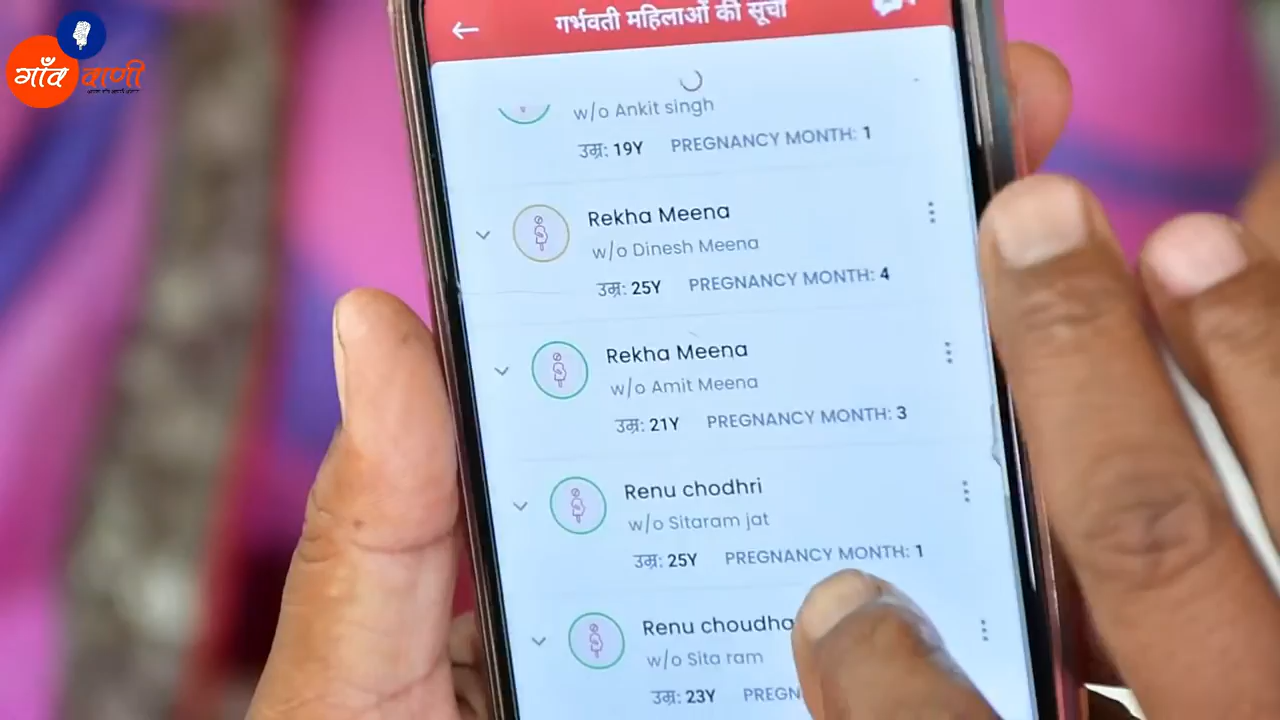 गाँव वाणी
गर्भवती महिलाओं की सूची
w/o Ankit singh
उम्र: 19Y PREGNANCY MONTH: 1
Rekha Meena
w/o Dinesh Meena
उम्र: 25Y PREGNANCY MONTH: 4
Rekha Meena
w/o Amit Meena
उम्र: 21Y PREGNANCY MONTH: 3
Renu chodhri
w/o Sitaram jat
उम्र: 25Y PREGNANCY MONTH: 1
Renu choudha
w/o Sita ram
उम्र: 23Y PREGN